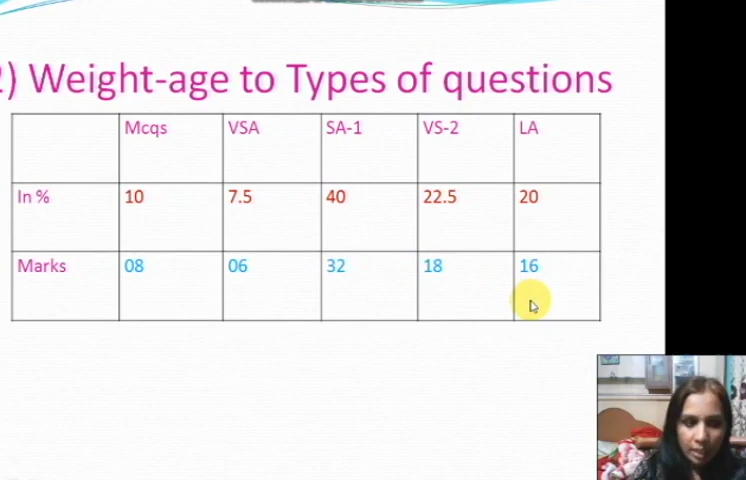 2) Weight-age to Types of questions
Mcqs VSA SA-1 VS-2 LA
In % 10 7.5 40 22.5 20
Marks 08 06 32 18 16